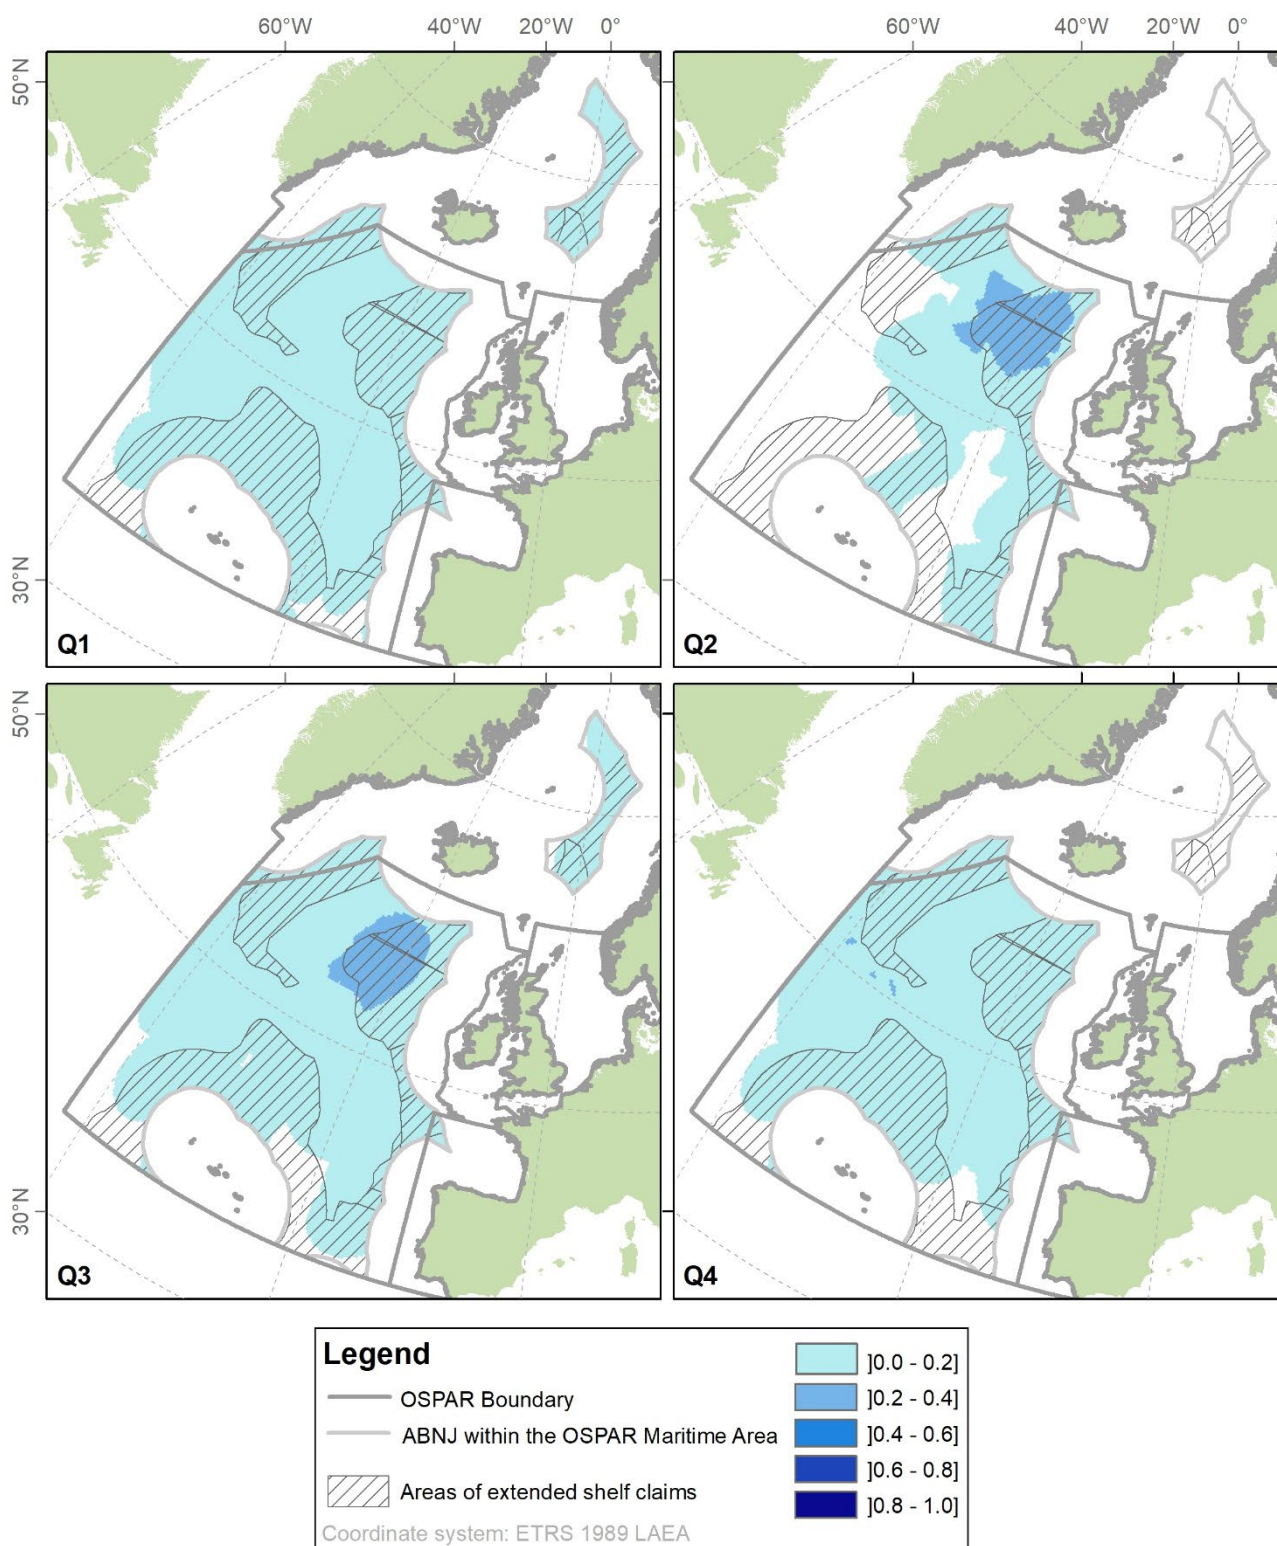 60°W 40°W 20°W 0° 60°W 40°W 20°W 0°
50°N
30°N
Q1 Q2
50°N
30°N
Q3 Q4
Legend
OSPAR Boundary
ABNJ within the OSPAR Maritime Area
Areas of extended shelf claims
Coordinate system: ETRS 1989 LAEA
]0.0 - 0.2]
]0.2 - 0.4]
]0.4 - 0.6]
]0.6 - 0.8]
]0.8 - 1.0]